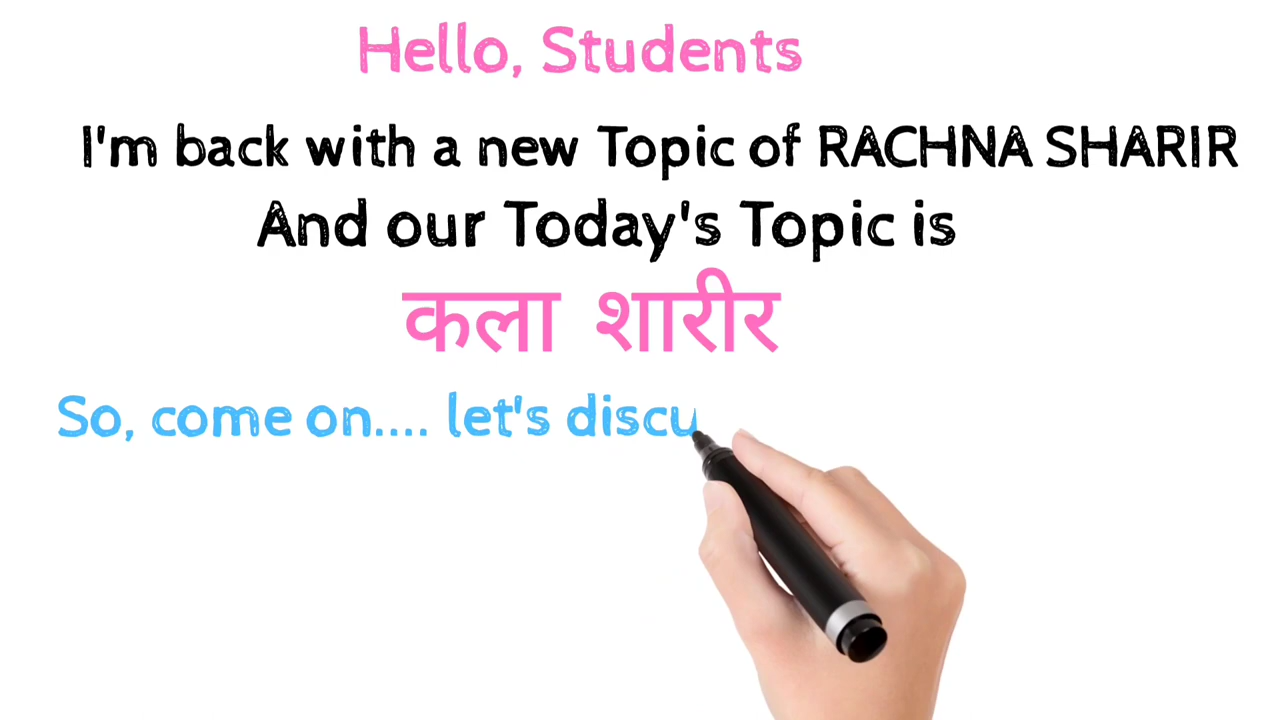 Hello, Students
I'm back with a new Topic of RACHNA SHARIR
And our Today's Topic is
कला शारीर
So, come on.... let's discu